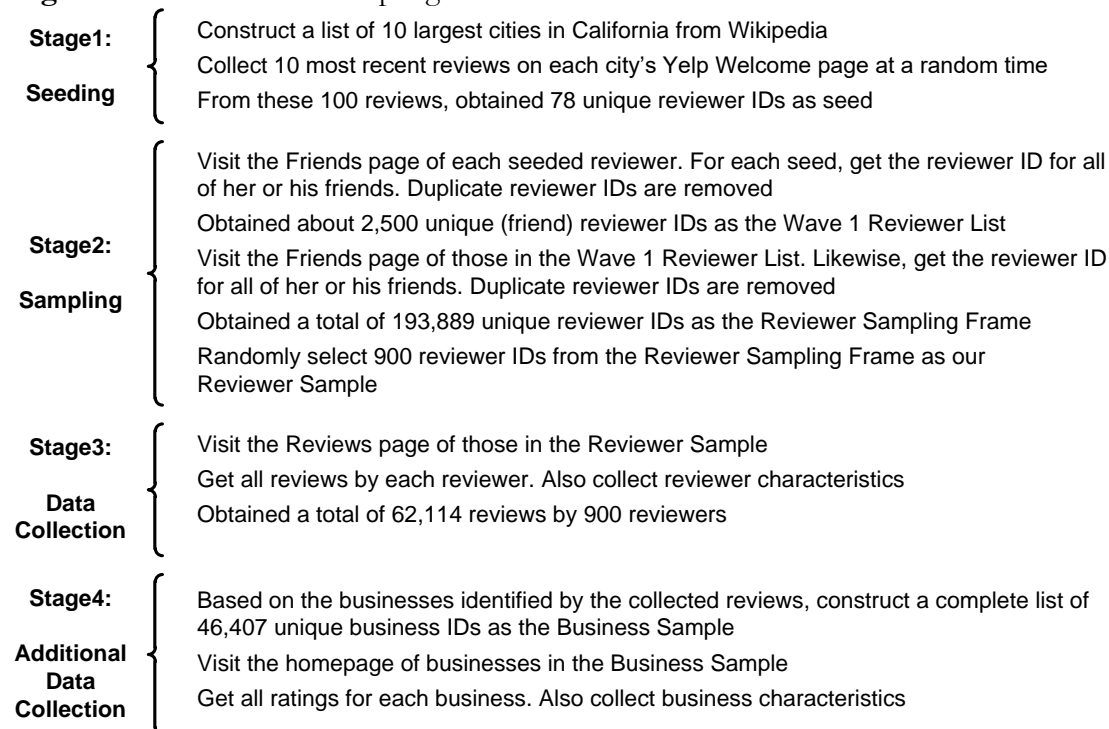 Stage1:
Seeding
Construct a list of 10 largest cities in California from Wikipedia
Collect 10 most recent reviews on each city's Yelp Welcome page at a random time
From these 100 reviews, obtained 78 unique reviewer IDs as seed
Stage2:
Sampling
Visit the Friends page of each seeded reviewer. For each seed, get the reviewer ID for all
of her or his friends. Duplicate reviewer IDs are removed
Obtained about 2,500 unique (friend) reviewer IDs as the Wave 1 Reviewer List
Visit the Friends page of those in the Wave 1 Reviewer List. Likewise, get the reviewer ID
for all of her or his friends. Duplicate reviewer IDs are removed
Obtained a total of 193,889 unique reviewer IDs as the Reviewer Sampling Frame
Randomly select 900 reviewer IDs from the Reviewer Sampling Frame as our
Reviewer Sample
Stage3:
Data
Collection
Visit the Reviews page of those in the Reviewer Sample
Get all reviews by each reviewer. Also collect reviewer characteristics
Obtained a total of 62,114 reviews by 900 reviewers
Stage4:
Additional
Data
Collection
Based on the businesses identified by the collected reviews, construct a complete list of
46,407 unique business IDs as the Business Sample
Visit the homepage of businesses in the Business Sample
Get all ratings for each business. Also collect business characteristics